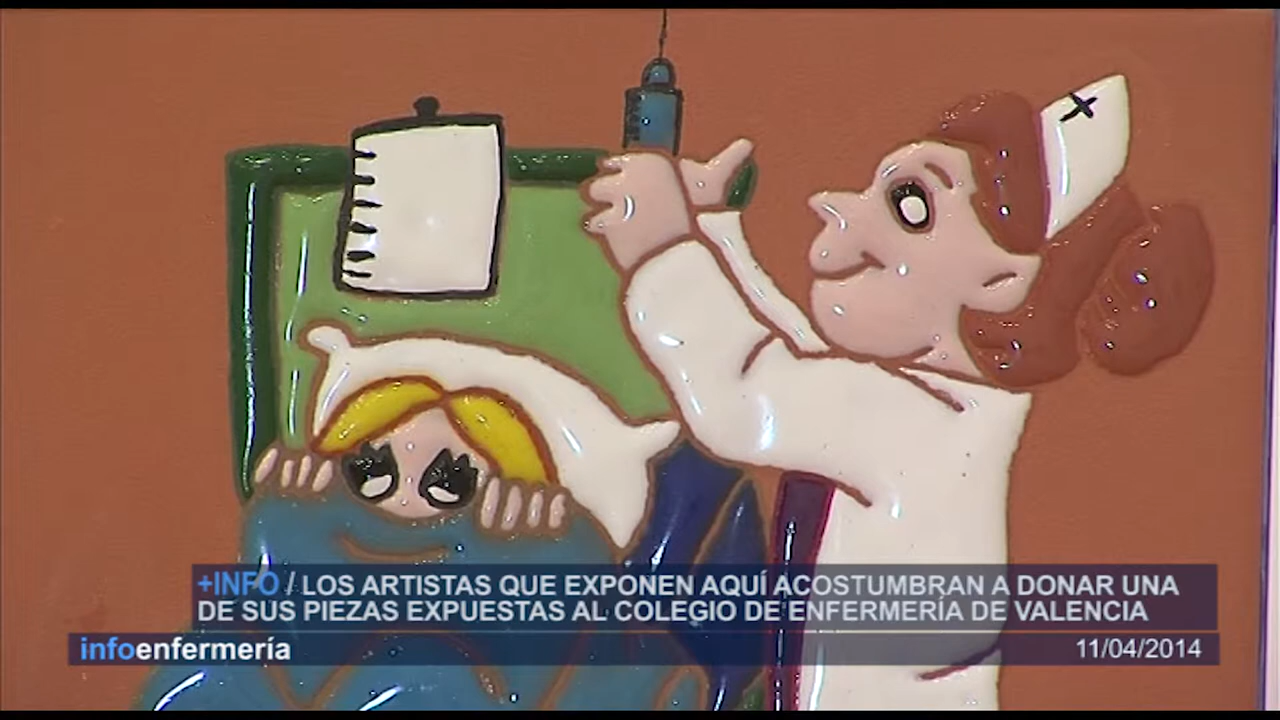 +INFO / LOS ARTISTAS QUE EXPONEN AQUÍ ACOSTUMBRAN A DONAR UNA
DE SUS PIEZAS EXPUESTAS AL COLEGIO DE ENFERMERÍA DE VALENCIA
infoenfermería
11/04/2014